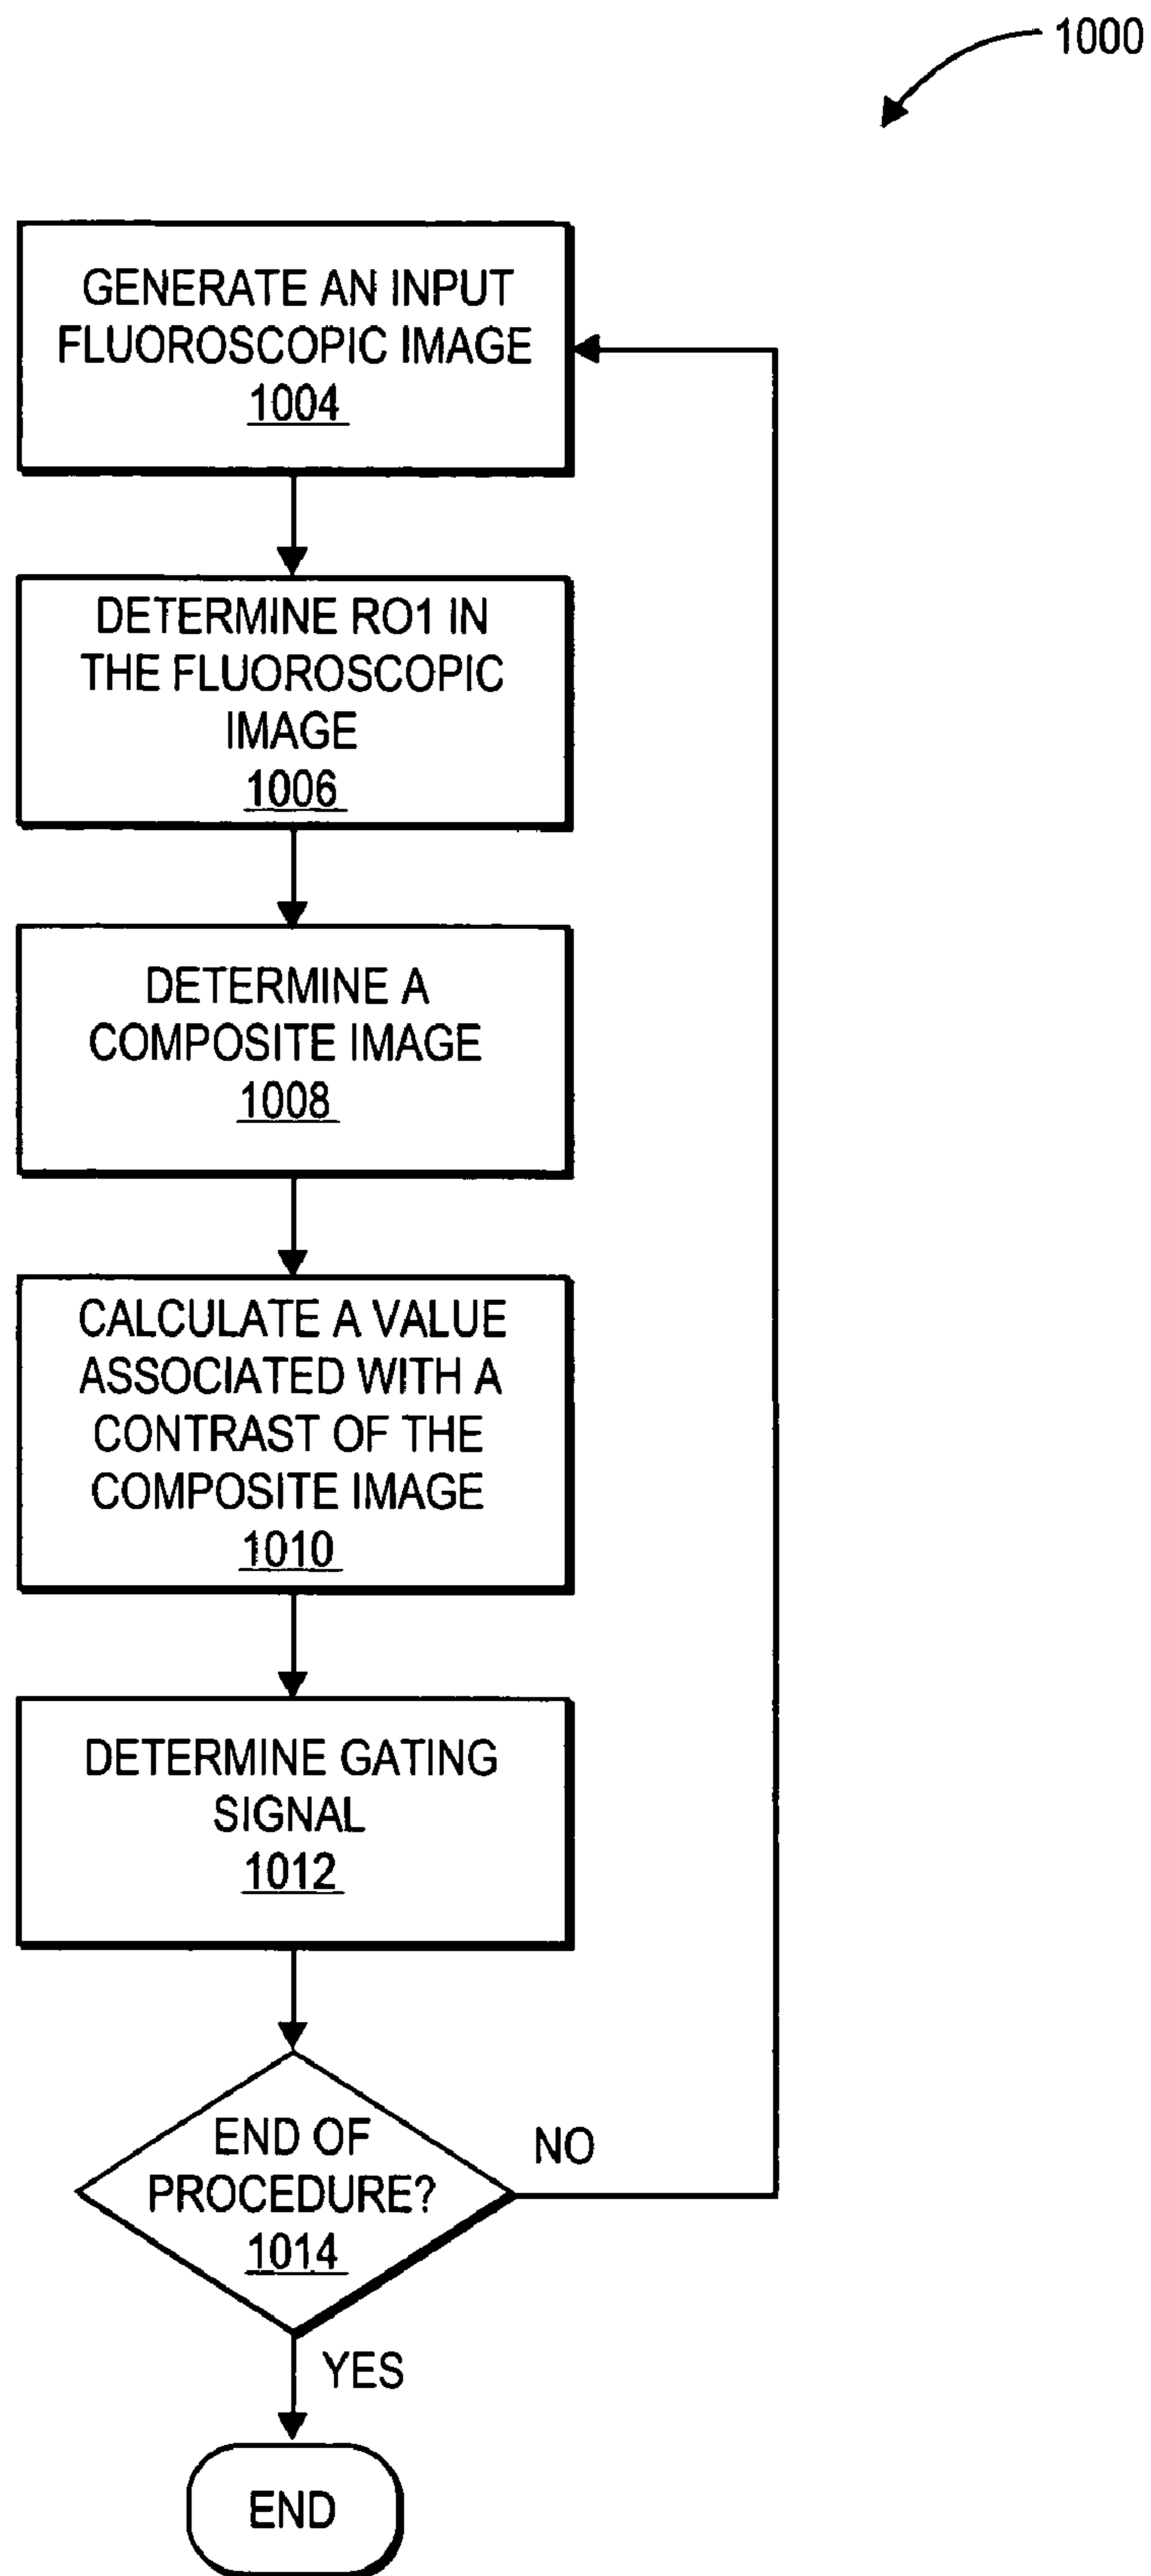 1000
GENERATE AN INPUT
FLUOROSCOPIC IMAGE
1004
DETERMINE RO1 IN
THE FLUOROSCOPIC
IMAGE
1006
DETERMINE A
COMPOSITE IMAGE
1008
CALCULATE A VALUE
ASSOCIATED WITH A
CONTRAST OF THE
COMPOSITE IMAGE
1010
DETERMINE GATING
SIGNAL
1012
END OF
PROCEDURE?
1014
NO
YES
END